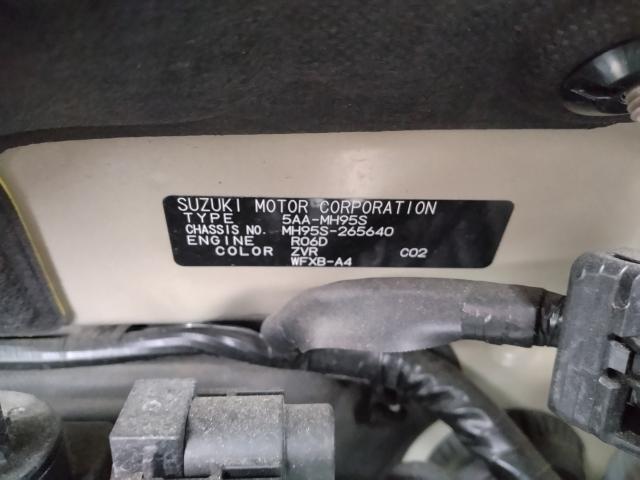 SUZUKI MOTOR CORPORATION
TYPE 5AA-MH95S
CHASSIS NO. MH95S-265640
ENGINE R06D
COLOR ZVR C02
WFXB-A4